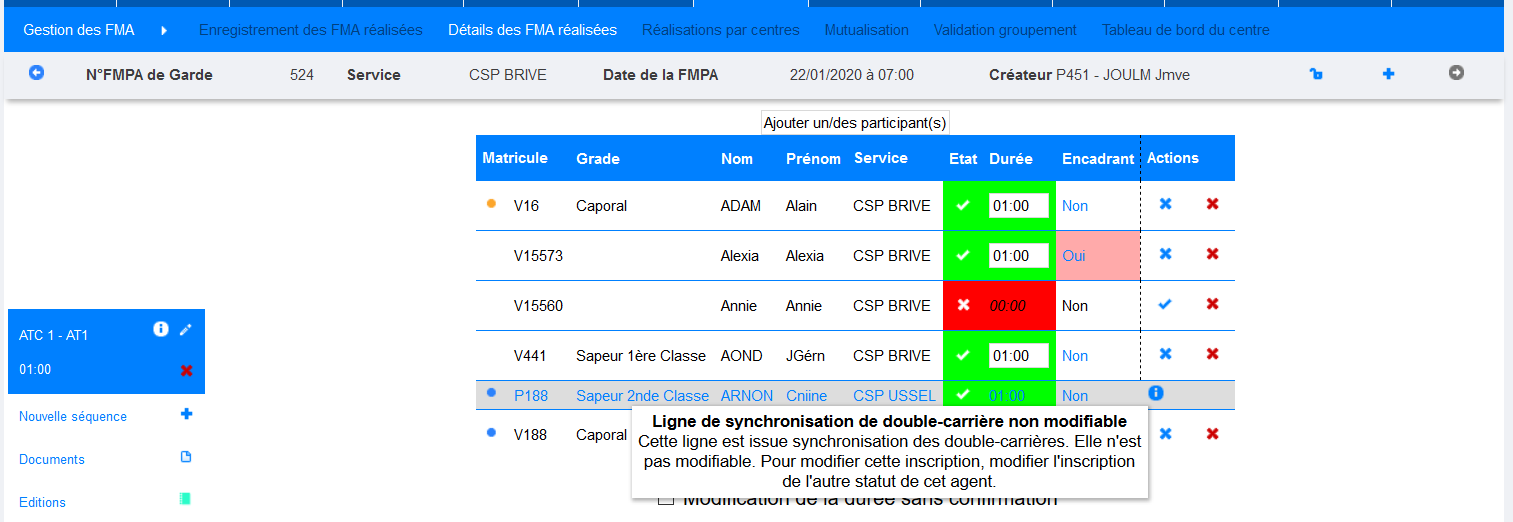 Gestion des FMA Enregistrement des FMA réalisées Détails des FMA réalisées Réalisations par centres Mutualisation Validation groupement Tableau de bord du centre
N°FMPA de Garde 524 Service CSP BRIVE Date de la FMPA 22/01/2020 à 07:00 Créateur P451 - JOULM Jmve
Ajouter un/des participant(s)
Matricule Grade Nom Prénom Service Etat Durée Encadrant Actions
V16 Caporal ADAM Alain CSP BRIVE 01:00 Non
V15573 Alexia Alexia CSP BRIVE 01:00 Oui
V15560 Annie Annie CSP BRIVE 00:00 Non
V441 Sapeur 1ère Classe AOND JGérn CSP BRIVE 01:00 Non
P188 Sapeur 2nde Classe ARNON Cniine CSP USSEL 01:00 Non
V188 Caporal
Ligne de synchronisation de double-carrière non modifiable
Cette ligne est issue synchronisation des double-carrières. Elle n'est
pas modifiable. Pour modifier cette inscription, modifier l'inscription
de l'autre statut de cet agent.
Modification de la durée sans confirmation
ATC 1 - AT1
01:00
Nouvelle séquence
Documents
Editions